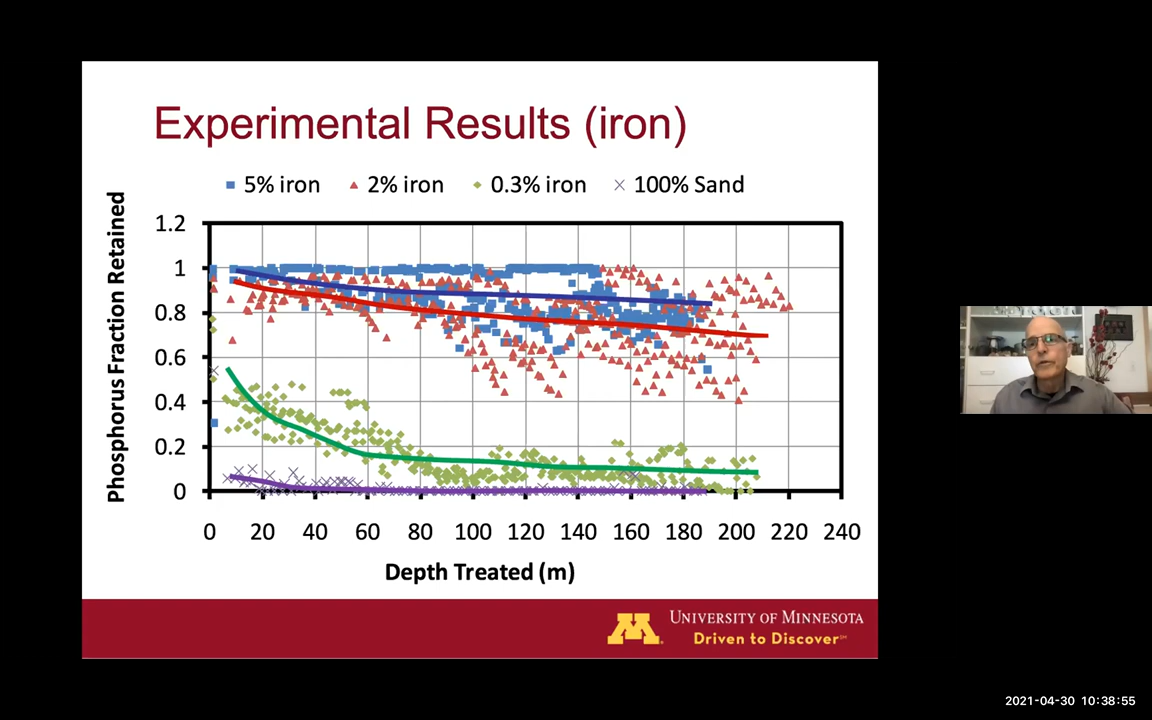 Experimental Results (iron)
5% iron 2% iron 0.3% iron 100% Sand
Phosphorus Fraction Retained
1.2
1
0.8
0.6
0.4
0.2
0
0 20 40 60 80 100 120 140 160 180 200 220 240
Depth Treated (m)
UNIVERSITY OF MINNESOTA
Driven to Discover℠
2021-04-30 10:38:55